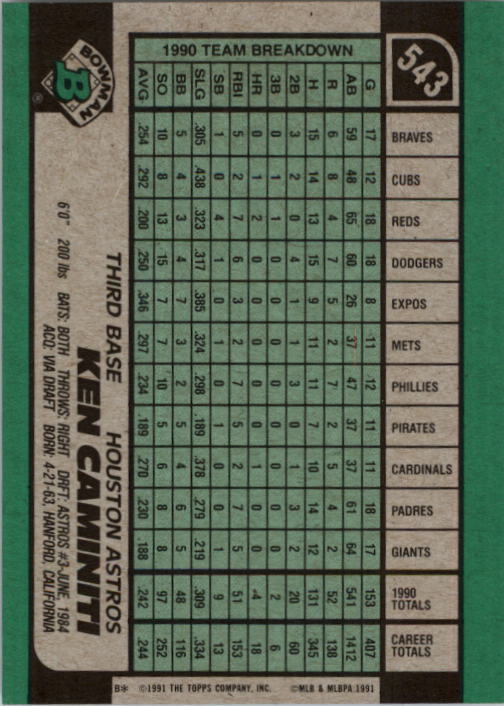 543
1990 TEAM BREAKDOWN
G AB R H 2B 3B HR RBI SB SLG BB SO AVG
BRAVES 17 59 6 15 3 0 0 5 1 .305 5 10 .254
CUBS 12 48 8 14 2 1 1 2 0 .438 4 8 .292
REDS 18 65 4 13 0 1 2 7 4 .323 3 13 .200
DODGERS 18 60 7 15 4 0 0 6 1 .317 4 15 .250
EXPOS 8 26 5 9 1 0 0 3 0 .385 7 7 .346
METS 11 37 2 11 1 0 0 2 1 .324 3 7 .297
PHILLIES 12 47 7 11 3 0 0 7 0 .298 2 10 .234
PIRATES 11 37 2 7 0 0 0 5 1 .189 5 5 .189
CARDINALS 11 37 5 10 1 0 1 2 0 .378 4 6 .270
PADRES 18 61 4 14 3 0 0 7 0 .279 6 8 .230
GIANTS 17 64 2 12 2 0 0 5 1 .219 5 8 .188
1990
TOTALS 153 541 52 131 20 2 -4 51 9 .309 48 97 .242
CAREER
TOTALS 407 1412 138 345 60 6 18 153 13 .334 116 252 .244
BOWMAN
B ®
THIRD BASE HOUSTON ASTROS
KEN CAMINITI
6'0" 200 lbs BATS: BOTH THROWS: RIGHT DRFT: ASTROS #3-JUNE, 1984
ACQ: VIA DRAFT BORN: 4-21-63, HANFORD, CALIFORNIA
B* ©1991 THE TOPPS COMPANY, INC. ©MLB & MLBPA 1991